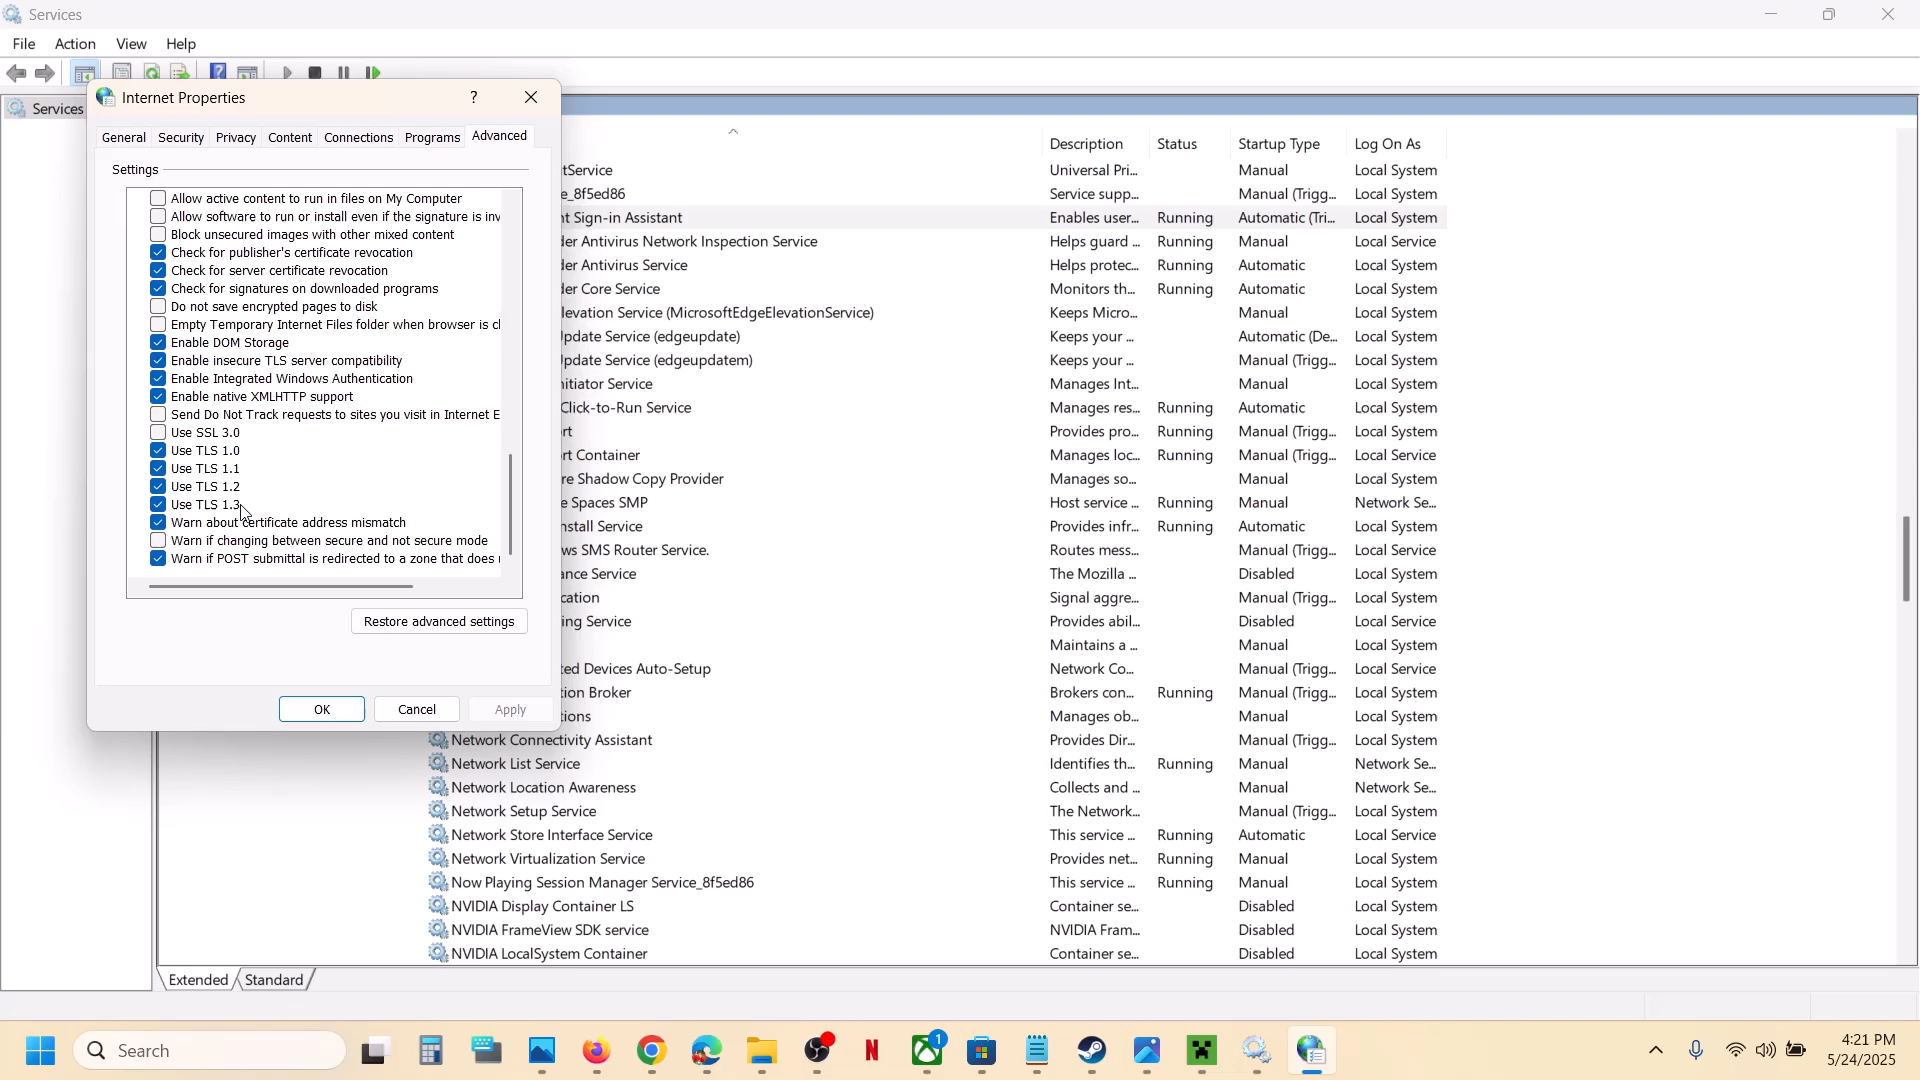 Services
File Action View Help
Services
Internet Properties
?
General Security Privacy Content Connections Programs Advanced
Settings
Allow active content to run in files on My Computer
Allow software to run or install even if the signature is inv
Block unsecured images with other mixed content
Check for publisher's certificate revocation
Check for server certificate revocation
Check for signatures on downloaded programs
Do not save encrypted pages to disk
Empty Temporary Internet Files folder when browser is cl
Enable DOM Storage
Enable insecure TLS server compatibility
Enable Integrated Windows Authentication
Enable native XMLHTTP support
Send Do Not Track requests to sites you visit in Internet E
Use SSL 3.0
Use TLS 1.0
Use TLS 1.1
Use TLS 1.2
Use TLS 1.3
Warn about certificate address mismatch
Warn if changing between secure and not secure mode
Warn if POST submittal is redirected to a zone that does
Restore advanced settings
OK Cancel Apply
Description Status Startup Type Log On As
tService Universal Pri... Manual Local System
e_8f5ed86 Service supp... Manual (Trigg... Local System
nt Sign-in Assistant Enables user... Running Automatic (Tri... Local System
der Antivirus Network Inspection Service Helps guard ... Running Manual Local Service
der Antivirus Service Helps protec... Running Automatic Local System
der Core Service Monitors th... Running Automatic Local System
levation Service (MicrosoftEdgeElevationService) Keeps Micro... Manual Local System
Update Service (edgeupdate) Keeps your ... Automatic (De... Local System
Update Service (edgeupdatem) Keeps your ... Manual (Trigg... Local System
nitiator Service Manages Int... Manual Local System
Click-to-Run Service Manages res... Running Automatic Local System
rt Provides pro... Running Manual (Trigg... Local System
rt Container Manages loc... Running Manual (Trigg... Local Service
re Shadow Copy Provider Manages so... Manual Local System
e Spaces SMP Host service ... Manual Network Se...
nstall Service Provides infr... Running Automatic Local System
ws SMS Router Service. Routes mess... Manual (Trigg... Local Service
ance Service The Mozilla ... Disabled Local System
cation Signal aggre... Manual (Trigg... Local System
ing Service Provides abil... Disabled Local Service
Maintains a ... Manual Local System
ted Devices Auto-Setup Network Co... Manual (Trigg... Local Service
tion Broker Brokers con... Running Manual (Trigg... Local System
tions Manages ob... Manual Local System
Network Connectivity Assistant Provides Dir... Manual (Trigg... Local System
Network List Service Identifies th... Running Manual Network Se...
Network Location Awareness Collects and ... Manual Network Se...
Network Setup Service The Network... Manual (Trigg... Local System
Network Store Interface Service This service ... Running Automatic Local Service
Network Virtualization Service Provides net... Running Manual Local System
Now Playing Session Manager Service_8f5ed86 This service ... Running Manual Local System
NVIDIA Display Container LS Container se... Disabled Local System
NVIDIA FrameView SDK service NVIDIA Fram... Disabled Local System
NVIDIA LocalSystem Container Container se... Disabled Local System
Extended Standard
Search
N
1
4:21 PM
5/24/2025